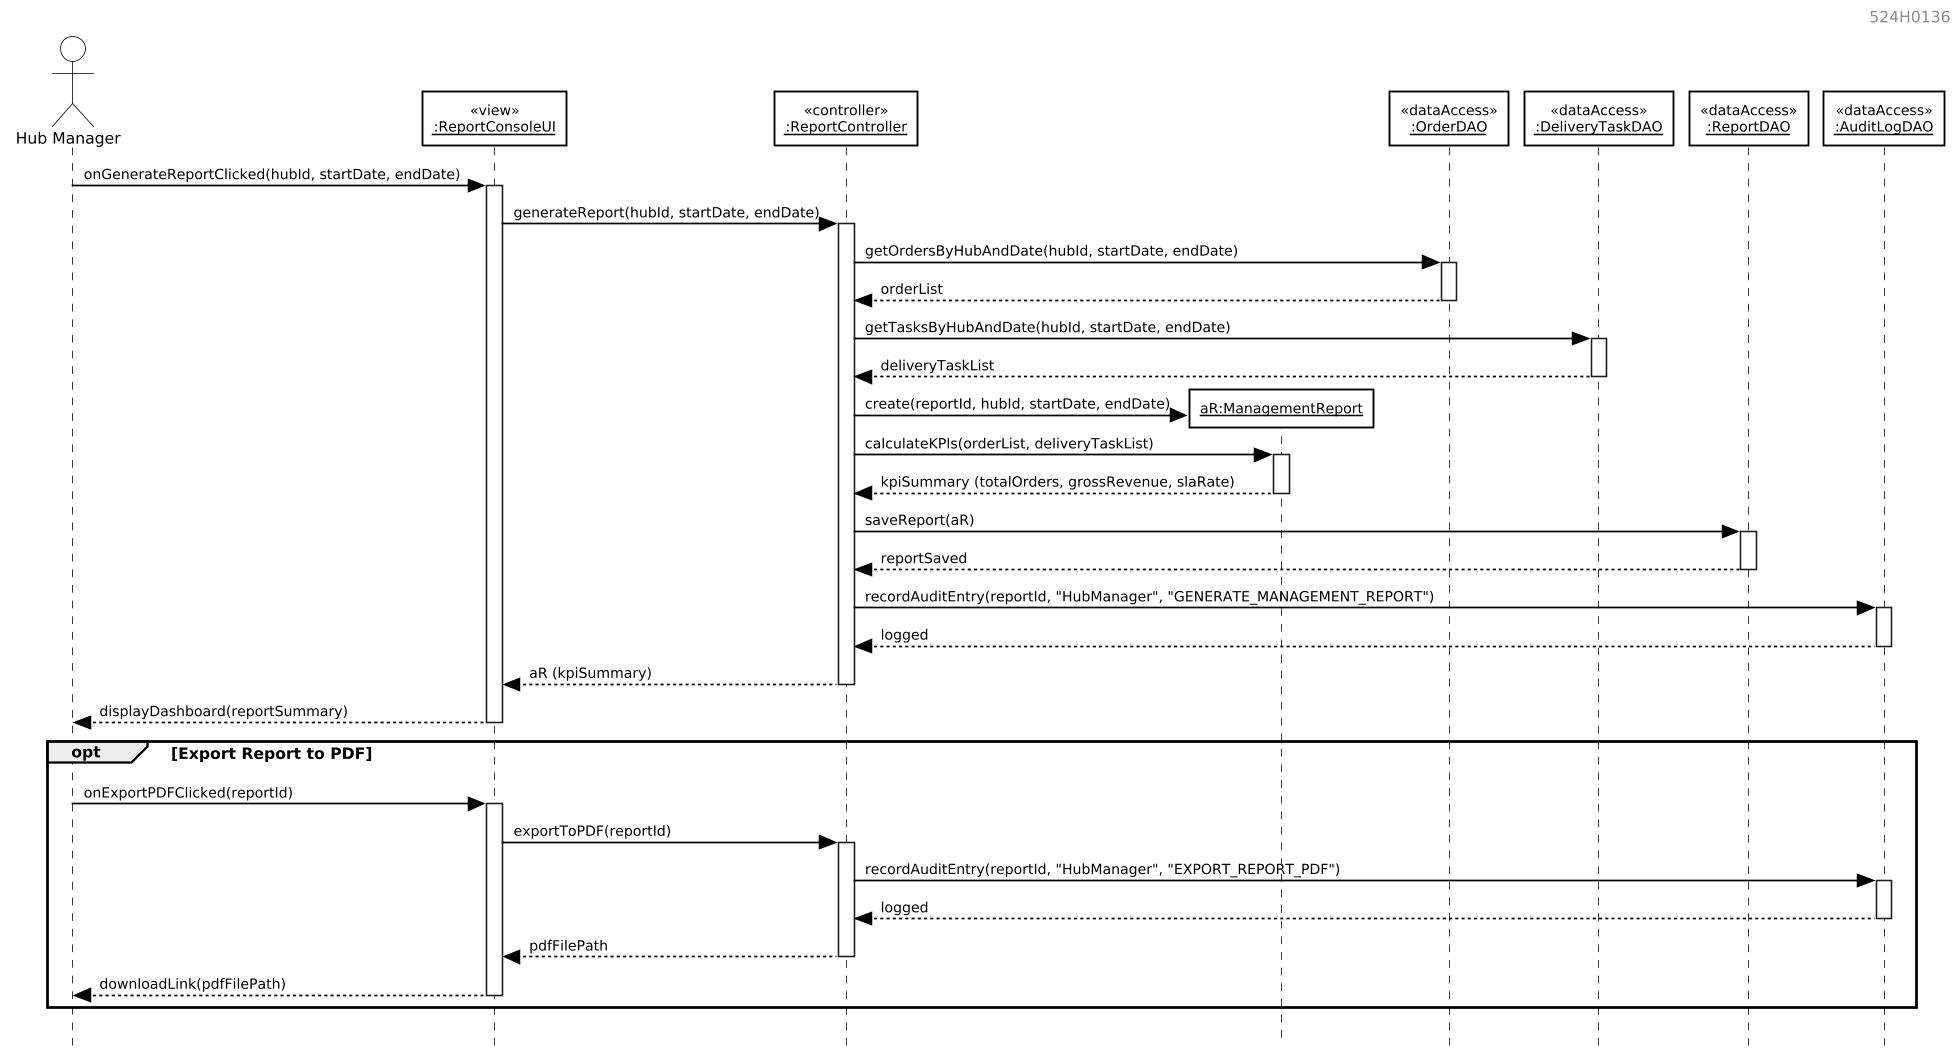 524H0136
Hub Manager
«view»
:ReportConsoleUI
«controller»
:ReportController
«dataAccess»
:OrderDAO
«dataAccess»
:DeliveryTaskDAO
«dataAccess»
:ReportDAO
«dataAccess»
:AuditLogDAO
onGenerateReportClicked(hubId, startDate, endDate)
generateReport(hubId, startDate, endDate)
getOrdersByHubAndDate(hubId, startDate, endDate)
orderList
getTasksByHubAndDate(hubId, startDate, endDate)
deliveryTaskList
create(reportId, hubId, startDate, endDate)
aR:ManagementReport
calculateKPIs(orderList, deliveryTaskList)
kpiSummary (totalOrders, grossRevenue, slaRate)
saveReport(aR)
reportSaved
recordAuditEntry(reportId, "HubManager", "GENERATE_MANAGEMENT_REPORT")
logged
aR (kpiSummary)
displayDashboard(reportSummary)
opt [Export Report to PDF]
onExportPDFClicked(reportId)
exportToPDF(reportId)
recordAuditEntry(reportId, "HubManager", "EXPORT_REPORT_PDF")
logged
pdfFilePath
downloadLink(pdfFilePath)